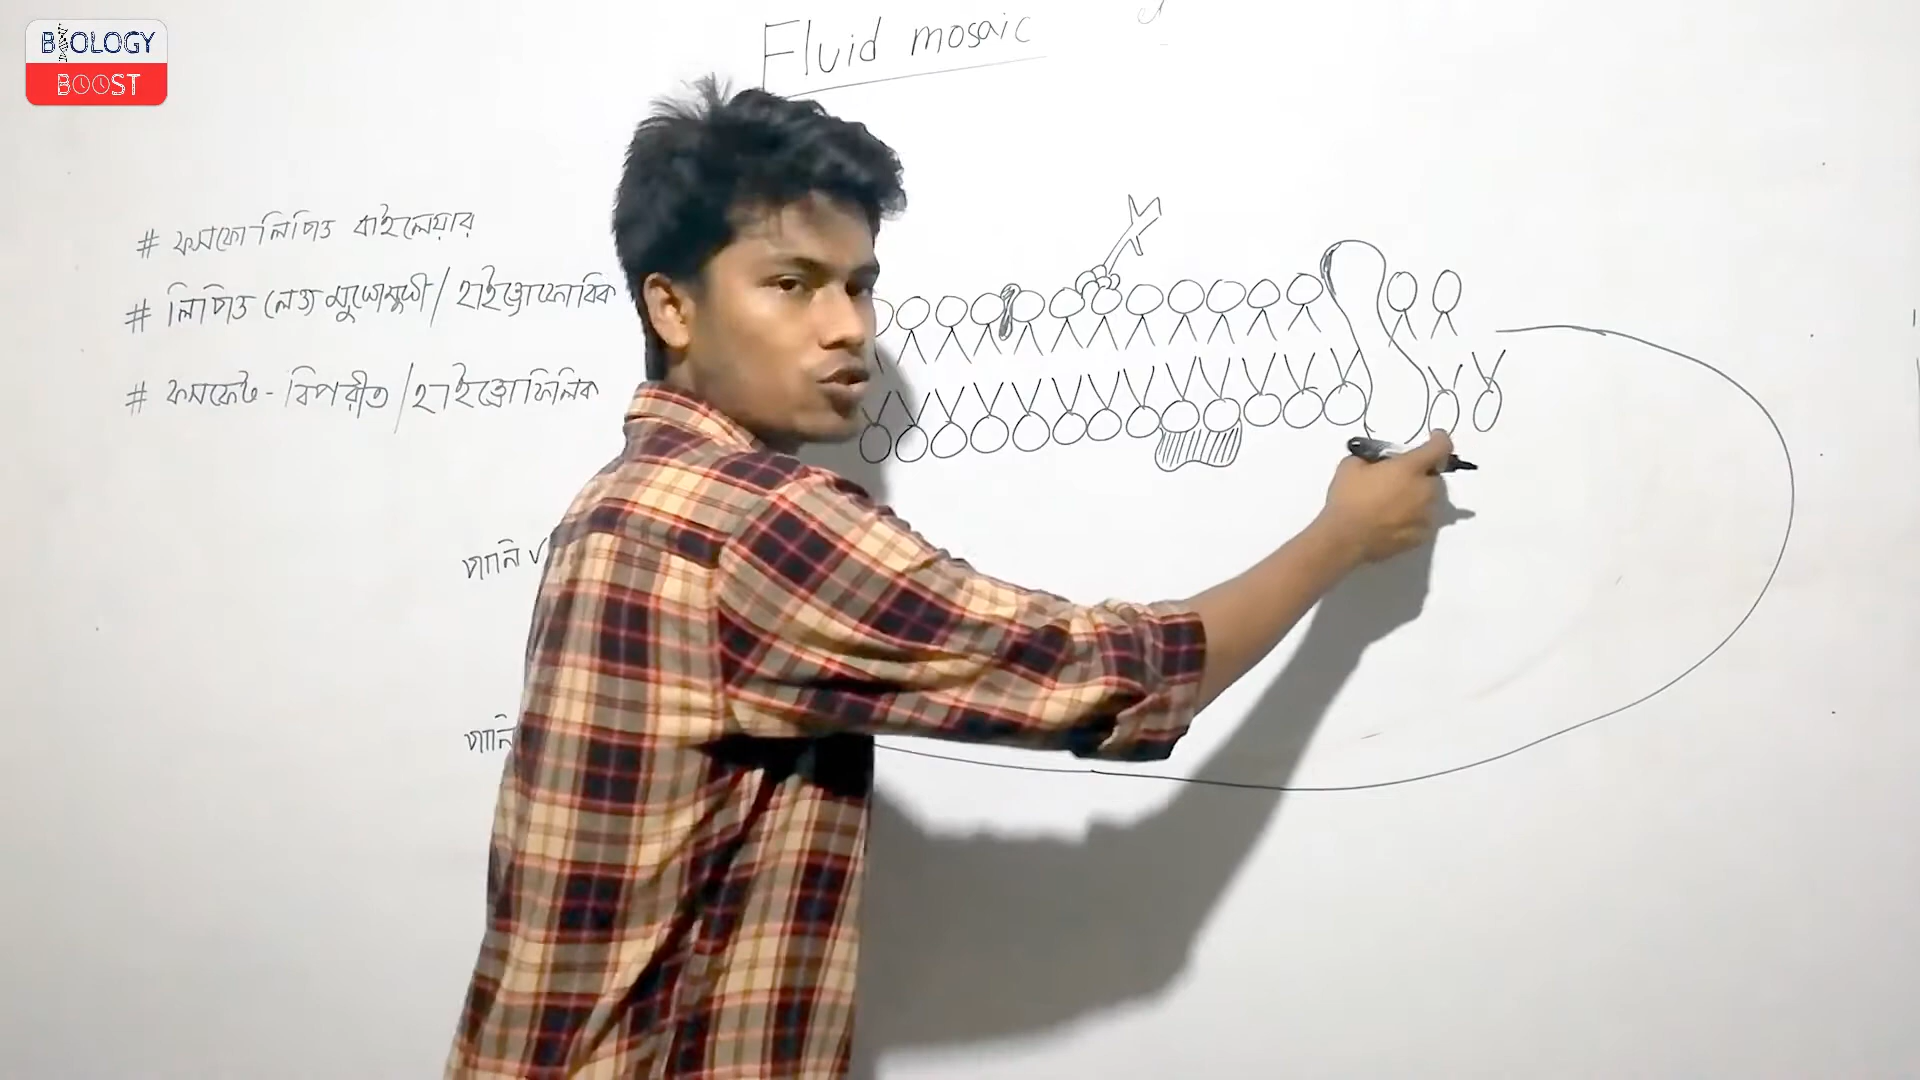 BIOLOGY
BOOST
Fluid mosaic
# ফসফোলিপিড বাইলেয়ার
# লিপিড লেজ মুখোমুখী / হাইড্রোফোবিক
# ফসফেট - বিপরীত / হাইড্রোফিলিক
পানি
পানি